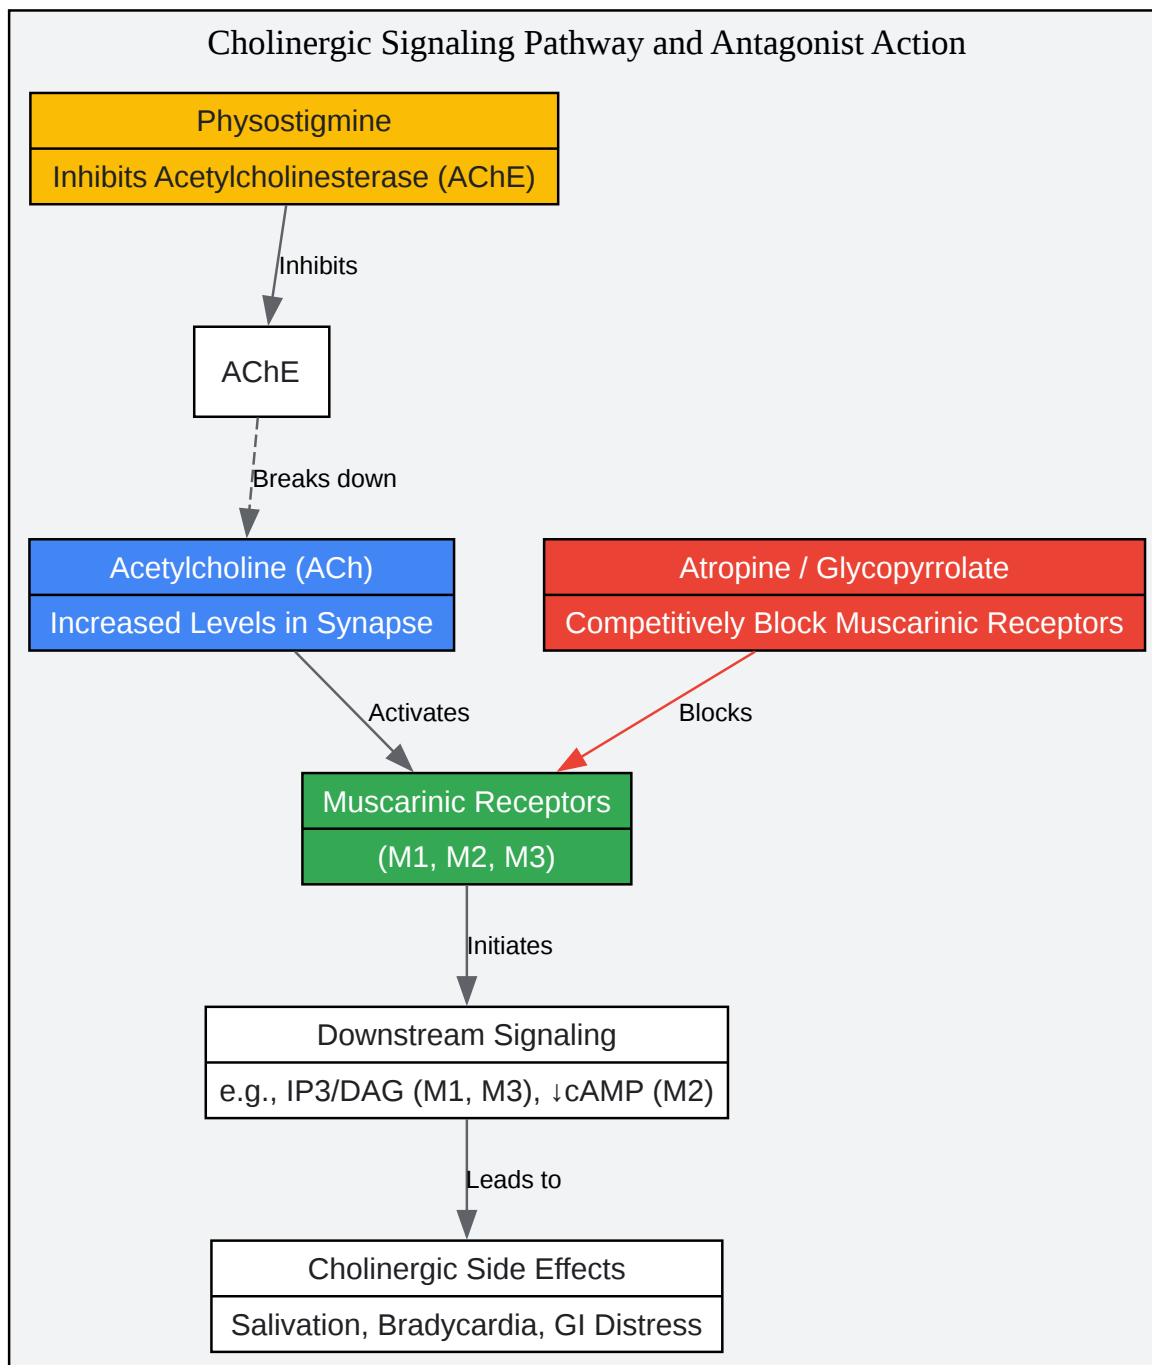 Cholinergic Signaling Pathway and Antagonist Action
Physostigmine
Inhibits Acetylcholinesterase (AChE)
Inhibits
AChE
Breaks down
Acetylcholine (ACh)
Increased Levels in Synapse
Atropine / Glycopyrrolate
Competitively Block Muscarinic Receptors
Activates
Blocks
Muscarinic Receptors
(M1, M2, M3)
Initiates
Downstream Signaling
e.g., IP3/DAG (M1, M3), ↓cAMP (M2)
Leads to
Cholinergic Side Effects
Salivation, Bradycardia, GI Distress